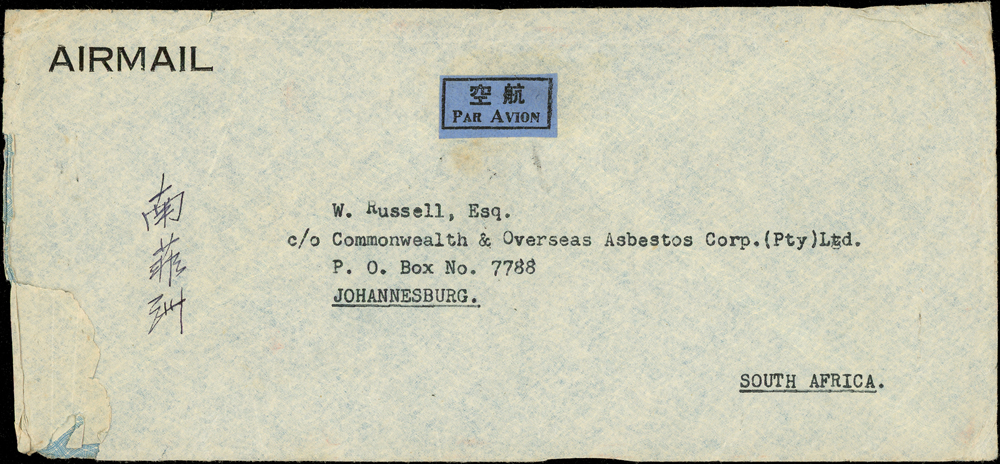 AIRMAIL
空航
PAR AVION
南菲洲
W. Russell, Esq.
c/o Commonwealth & Overseas Asbestos Corp.(Pty)Ltd.
P. O. Box No. 7788
JOHANNESBURG.
SOUTH AFRICA.